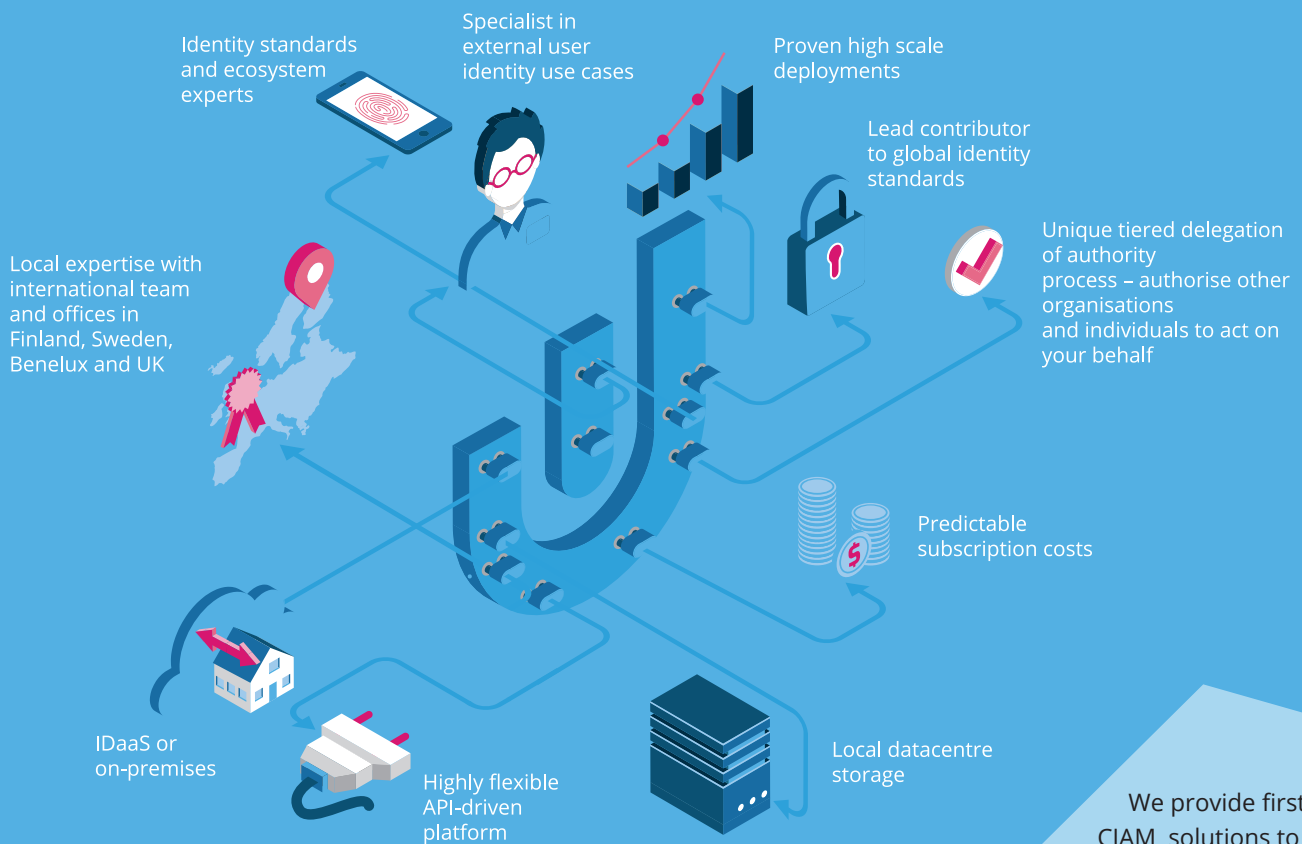 Identity standards
and ecosystem
experts
Specialist in
external user
identity use cases
Proven high scale
deployments
Lead contributor
to global identity
standards
Unique tiered delegation
of authority
process – authorise other
organisations
and individuals to act on
your behalf
Local expertise with
international team
and offices in
Finland, Sweden,
Benelux and UK
Predictable
subscription costs
$
IDaaS or
on-premises
Highly flexible
API-driven
platform
Local datacentre
storage
We provide first
CIAM solutions to